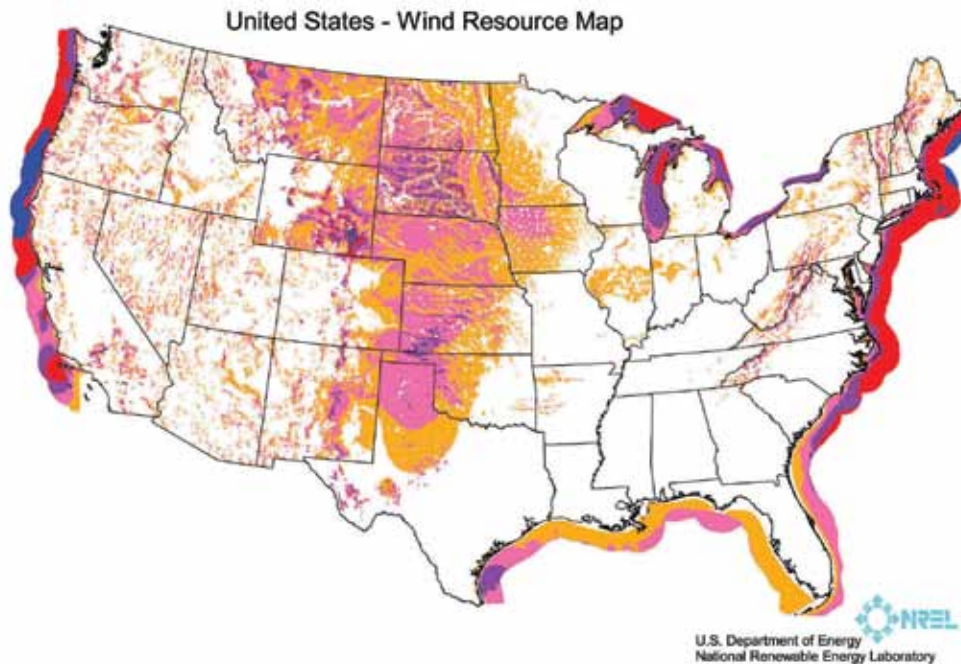 United States - Wind Resource Map
NREL
U.S. Department of Energy
National Renewable Energy Laboratory